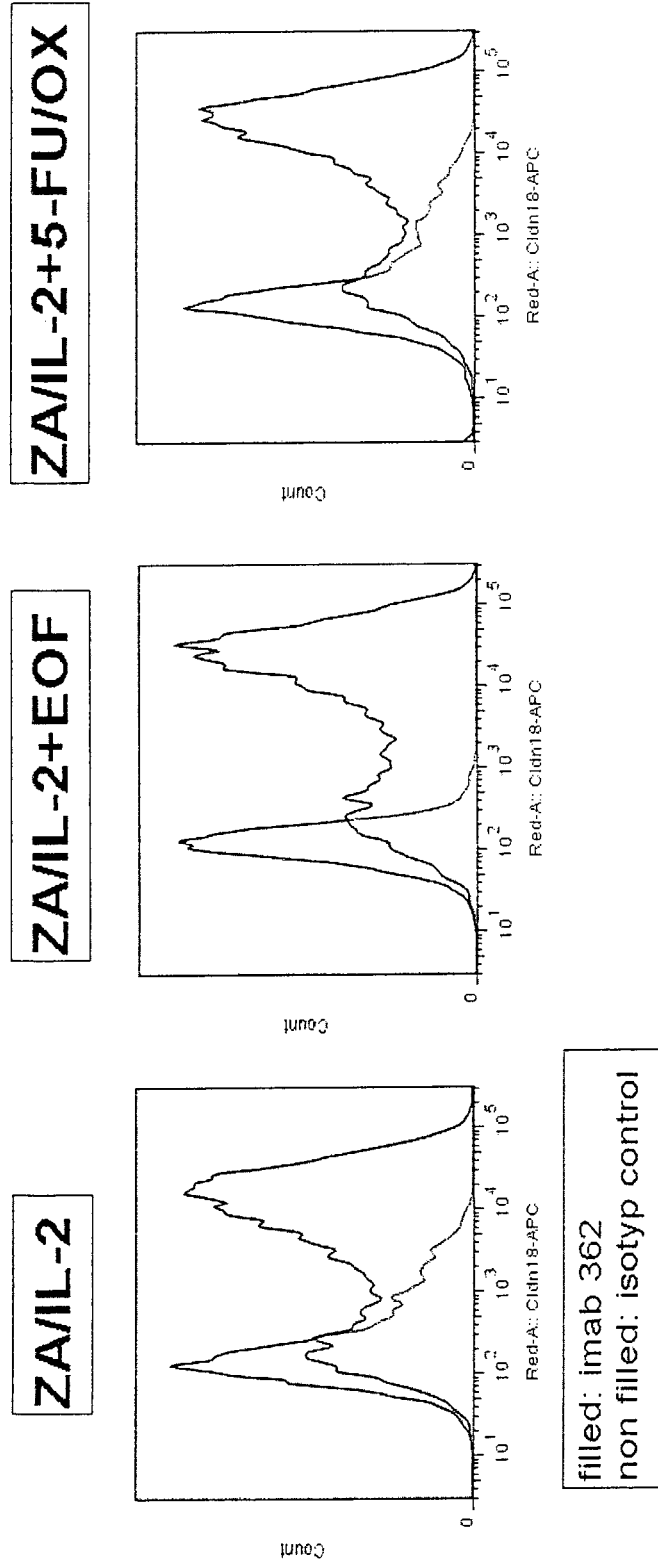 ZA/IL-2
Count
0
10^1
10^2
10^3
10^4
10^5
Red-A:: Cldn18-APC
ZA/IL-2+EOF
Count
0
10^1
10^2
10^3
10^4
10^5
Red-A:: Cldn18-APC
ZA/IL-2+5-FU/OX
Count
0
10^1
10^2
10^3
10^4
10^5
Red-A:: Cldn18-APC
filled: imab 362
non filled: isotyp control